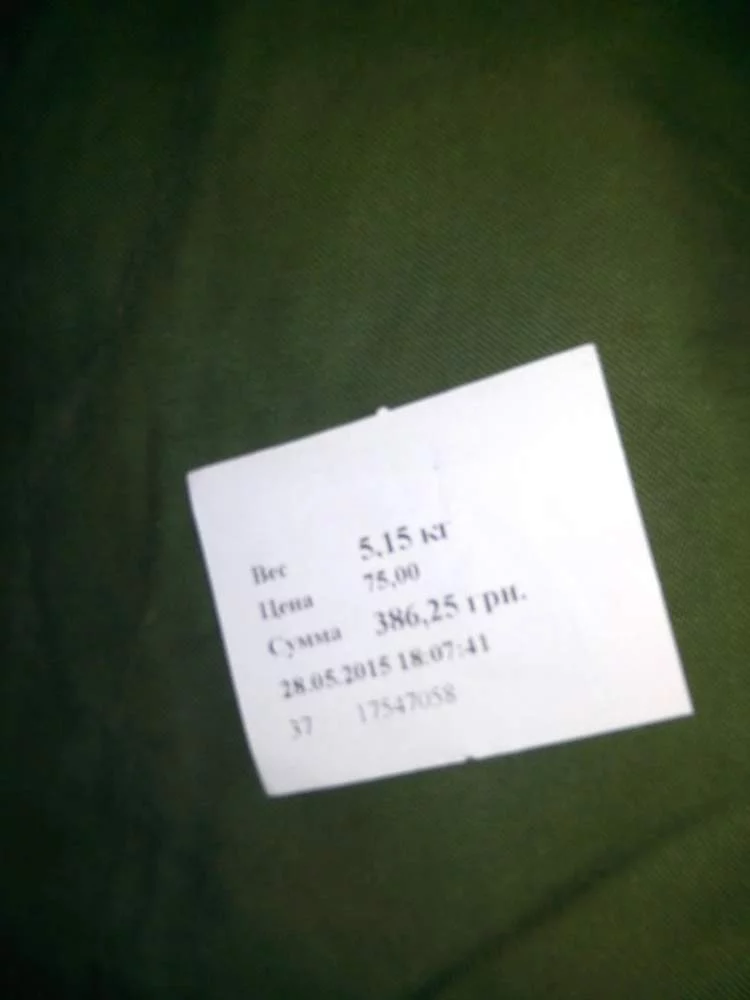 Вес 5,15 кг
Цена 75,00
Сумма 386,25 грн.
28.05.2015 18:07:41
37 17547058